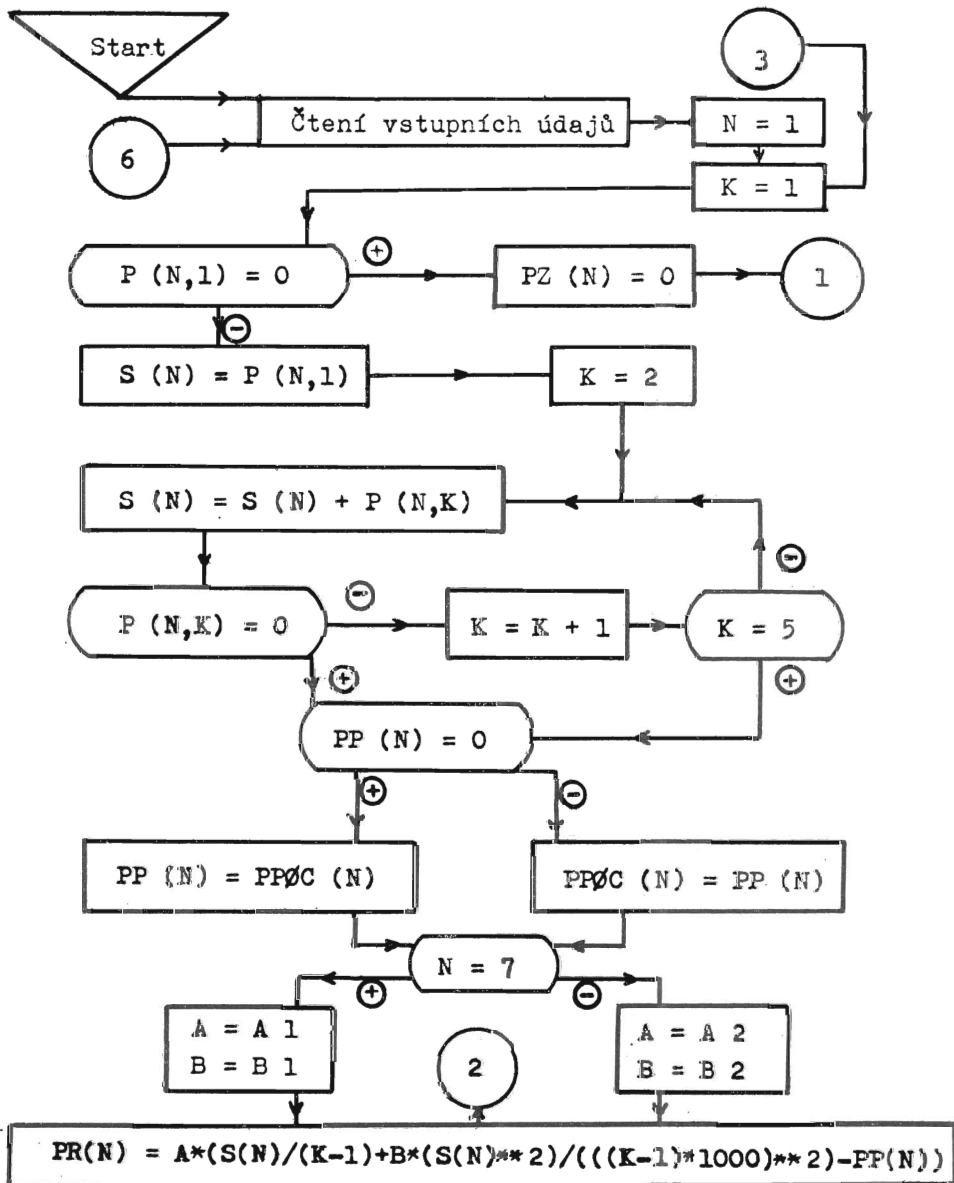 Start
3
Čtení vstupních údajů
N = 1
6
K = 1
P (N,1) = 0
+
PZ (N) = 0
1
-
S (N) = P (N,1)
K = 2
S (N) = S (N) + P (N,K)
-
P (N,K) = 0
-
K = K + 1
K = 5
+
+
PP (N) = 0
+
-
PP (N) = PPØC (N)
PPØC (N) = PP (N)
N = 7
+
-
A = A 1
B = B 1
2
A = A 2
B = B 2
PR(N) = A*(S(N)/(K-1)+B*(S(N)**2)/(((K-1)*1000)**2)-PP(N))